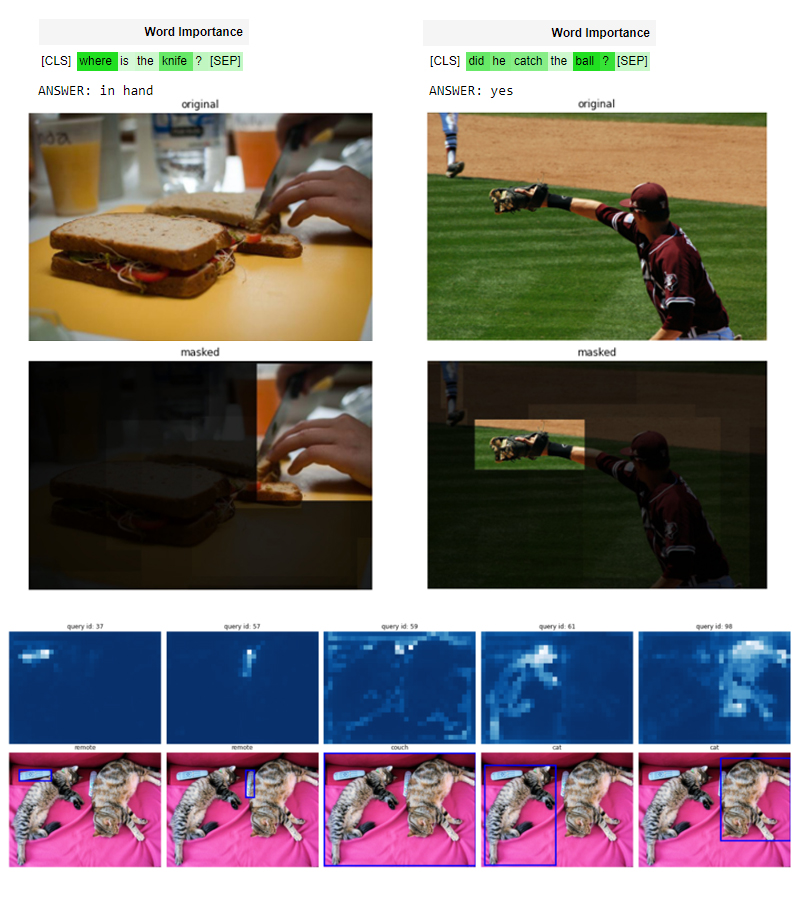 Word Importance
[CLS] where is the knife ? [SEP]
ANSWER: in hand
original
masked
Word Importance
[CLS] did he catch the ball ? [SEP]
ANSWER: yes
original
masked
query id: 37
query id: 57
query id: 59
query id: 61
query id: 98
remote
remote
couch
cat
cat